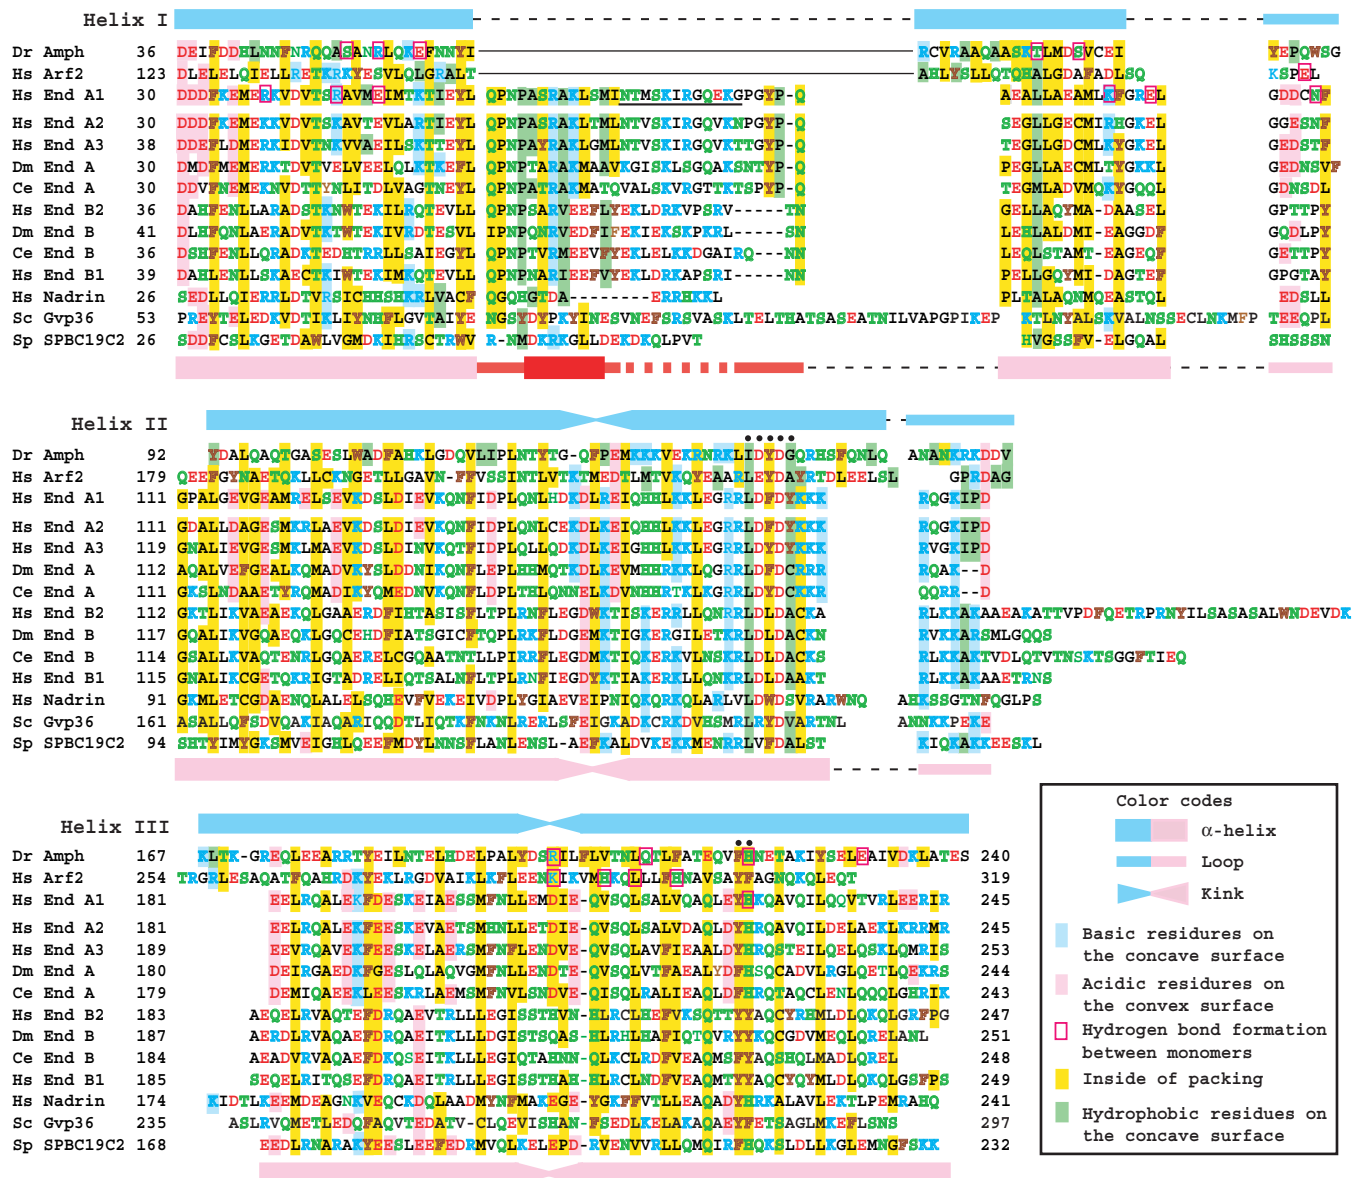 Helix I
Dr Amph 36 DEIFDDHLNNFNRQQASANRLQKEFNNYI RCVRAAQAASKTLMDSVCEI YEPQWSG
Hs Arf2 123 DLELELQIELLRETKRKYESVLQLGRALT AHLYSLLQTQHALGDAFADLSQ KSPEL
Hs End A1 30 DDDFKEMERKVDVTSRAVMEIMTKTIEYL QPNPASRAKLSMINTMSKIRGQEKGPGYP-Q AEALLAEAMLKFGREL GDDCNF
Hs End A2 30 DDDFKEMEKKVDVTSKAVTEVLARTIEYL QPNPASRAKLTMLNTVSKIRGQVKNPGYP-Q SEGLLGECMIRHGKEL GGESNF
Hs End A3 38 DDEFLDMERKIDVTNKVVAEILSKTTEYL QPNPAYRAKLGMLNTVSKIRGQVKTTGYP-Q TEGLLGDCMLKYGKEL GEDSTF
Dm End A 30 DMDFMEMERKTDVTVELVEELQLKTKEFL QPNPTARAKMAAVKGISKLSGQAKSNTYP-Q PEGLLAECMLTYGKKL GEDNSVF
Ce End A 30 DDVFNEMEKNVDTTYNLITDLVAGTNEYL QPNPATRAKMATQVALSKVRGTTKTSPYP-Q TEGMLADVMQKYGQQL GDNSDL
Hs End B2 36 DAHFENLLARADSTKNWTEKILRQTEVLL QPNPSARVEEFLYEKLDRKVPSRV-----TN GELLAQYMA-DAASEL GPTTPY
Dm End B 41 DLHFQNLAERADVTKTWTEKIVRDTESVL IPNPQNRVEDFIFEKIEKSKPKRL-----SN LEHLALDMI-EAGGDF GQDLPY
Ce End B 36 DSHFENLLQRADKTEDHTRRLLSAIEGYL QPNPTVRMEEVFYEKLELKKDGAIRQ---NN LEQLSTAMT-EAGEQF GETTPY
Hs End B1 39 DAHLENLLSKAECTKIWTEKIMKQTEVLL QPNPNARIEEFVYEKLDRKAPSRI----NN PELLGQYMI-DAGTEF GPGTAY
Hs Nadrin 26 SEDLLQIERRLDTVRSICHHSHKRLVACF QGQHGTDA--------ERRHKKL PLTALAQNMQEASTQL EDSLL
Sc Gvp36 53 PREYTELEDKVDTIKLIYNHFLGVTAIYE NGSYDYPKYINESVNEFSRSVASKLTELTHATSASEATNILVAPGPIKEP KTLNYALSKVALNSSECLNKMFP TEEQPL
Sp SPBC19C2 26 SDDFCSLKGETDAWLVGMDKIHRSCTRWV R-NMDKRKGLLDEKDKQLPVT HVGSSFV-ELGQAL SHSSSN
Helix II
Dr Amph 92 YDALQAQTGASESLWADFAHKLGDQVLIPLNTYTG-QFPEMKKKVEKRNRKLIDYDGQRHSFQNLQ ANANKRKDDV
Hs Arf2 179 QEEFGYNAETQKLLCKNGETLLGAVN-FFVSSINTLVTKTMEDTLMTVKQYEAARLEYDAYRTDLEELSL GPRDAG
Hs End A1 111 GPALGEVGEAMRELSEVKDSLDIEVKQNFIDPLQNLHDKDLREIQHHLKKLEGRRLDFDYKKK RQGKIPD
Hs End A2 111 GDALLDAGESMKRLAEVKDSLDIEVKQNFIDPLQNLCEKDLKEIQHHLKKLEGRRLDFDYKKK RQGKIPD
Hs End A3 119 GNALIEVGESMKLMAEVKDSLDINVKQTFIDPLQLLQDKDLKEIGHHLKKLEGRRLDYDYKKK RVGKIPD
Dm End A 112 AQALVEFGEALKQMADVKYSLDDNIKQNFLEPLHHMQTKDLKEVMHHRKKLQGRRLDFDCRRR RQAK--D
Ce End A 111 GKSLNDAAETYRQMADIKYQMEDNVKQNFLDPLTHLQNNELKDVNHHRTKLKGRRLDYDCKKR QQRR--D
Hs End B2 112 GKTLIKVAEAEKQLGAAERDFIHTASISFLTPLRNFLEGDWKTISKERRLLQNRRLDLDACKA RLKKAKAAEAKATTVPDFQETRPRNYILSASASALWNDEVDK
Dm End B 117 GQALIKVGQAEQKLGQCEHDFIATSGICFTQPLRKFLDGEMKTIGKERGILETKRLDLDACKN RVKKARSMLGQQS
Ce End B 114 GSALLKVAQTENRLGQAERELCGQAATNTLLPIRRFLEGDMKTIQKERKVLNSKRLDLDACKS RLKKAKTVDLQTVTNSKTSGGFTIEQ
Hs End B1 115 GNALIKCGETQKRIGTADRELIQTSALNFLTPLRNFIEGDYKTIAKERKLLQNKRLDLDAAKT RLKKAKAAETRNS
Hs Nadrin 91 GKMLETCGDAENQLALELSQHEVFVEKEIVDPLYGIAEVEIPNIQKQRKQLARLVLDWDSVRARWNQ AHKSSGTNFQGLPS
Sc Gvp36 161 ASALLQFSDVQAKIAQARIQQDTLIQTKFNKNLRERLSFEIGKADKCRKDVHSMRLRYDVARTNL ANNKKPEKE
Sp SPBC19C2 94 SHTYIMYGKSMVEIGHLQEEFMDYLNNSFLANLENSL-AEFKALDVKEKKMENRRLVFDALST KIQKAKKEESKL
Helix III
Dr Amph 167 KLTK-GREQLEEARRTYEILNTELHDELPALYDSRILFLVTNLQTLFATEQVFHNETAKIYSELEAIVDKLATES 240
Hs Arf2 254 TRGRLESAQATFQAHRDKYEKLRGDVAIKLKFLEENKIKVMHKQLLLFHNAVSAYFAGNQKQLEQT 319
Hs End A1 181 EELRQALEKFDESKEIAESSMFNLLEMDIE-QVSQLSALVQAQLEYHKQAVQILQQVTVRLEERIR 245
Hs End A2 181 EELRQALEKFEESKEVAETSMHNLLETDIE-QVSQLSALVDAQLDYHRQAVQILDELAEKLKRRMR 245
Hs End A3 189 EEVRQAVEKFEESKELAERSMFNFLENDVE-QVSQLAVFIEAALDYHRQSTEILQELQSKLQMRIS 253
Dm End A 180 DEIRGAEDKFGESLQLAQVGMFNLLENDTE-QVSQLVTFAEALYDFHSQCADVLRGLQETLQEKRS 244
Ce End A 179 DEMIQAEEKLEESKRLAEMSMFNVLSNDVE-QISQLRALIEAQLDFHRQTAQCLENLQQQLGHRIK 243
Hs End B2 183 AEQELRVAQTEFDRQAEVTRLLLEGISSTHVN-HLRCLHEFVKSQTTYYAQCYRHMLDLQKQLGRFPG 247
Dm End B 187 AERDLRVAQAEFDRQAEITKLLLDGISTSQAS-HLRHLHAFIQTQVRYYKQCGDVMEQLQRELANL 251
Ce End B 184 AEADVRVAQAEFDKQSEITKLLLEGIQTAHNN-QLKCLRDFVEAQMSFYAQSHQLMADLQREL 248
Hs End B1 185 SEQELRITQSEFDRQAEITRLLLEGISSTHAH-HLRCLNDFVEAQMTYYAQCYQYMLDLQKQLGSFPS 249
Hs Nadrin 174 KIDTLKEEMDEAGNKVEQCKDQLAADMYNFMAKEGE-YGKFFVTLLEAQADYHRKALAVLEKTLPEMRAHQ 241
Sc Gvp36 235 ASLRVQMETLEDQFAQVTEDATV-CLQEVISHAN-FSEDLKELAKAQAEYFETSAGLMKEFLSNS 297
Sp SPBC19C2 168 EEDLRNARAKYEESLEEFEDRMVQLKELEPD-RVENVVRLLQMQIRFHQKSLDLLKGLEMNGFSKK 232
Color codes
α-helix
Loop
Kink
Basic residures on
the concave surface
Acidic residures on
the convex surface
Hydrogen bond formation
between monomers
Inside of packing
Hydrophobic residues on
the concave surface